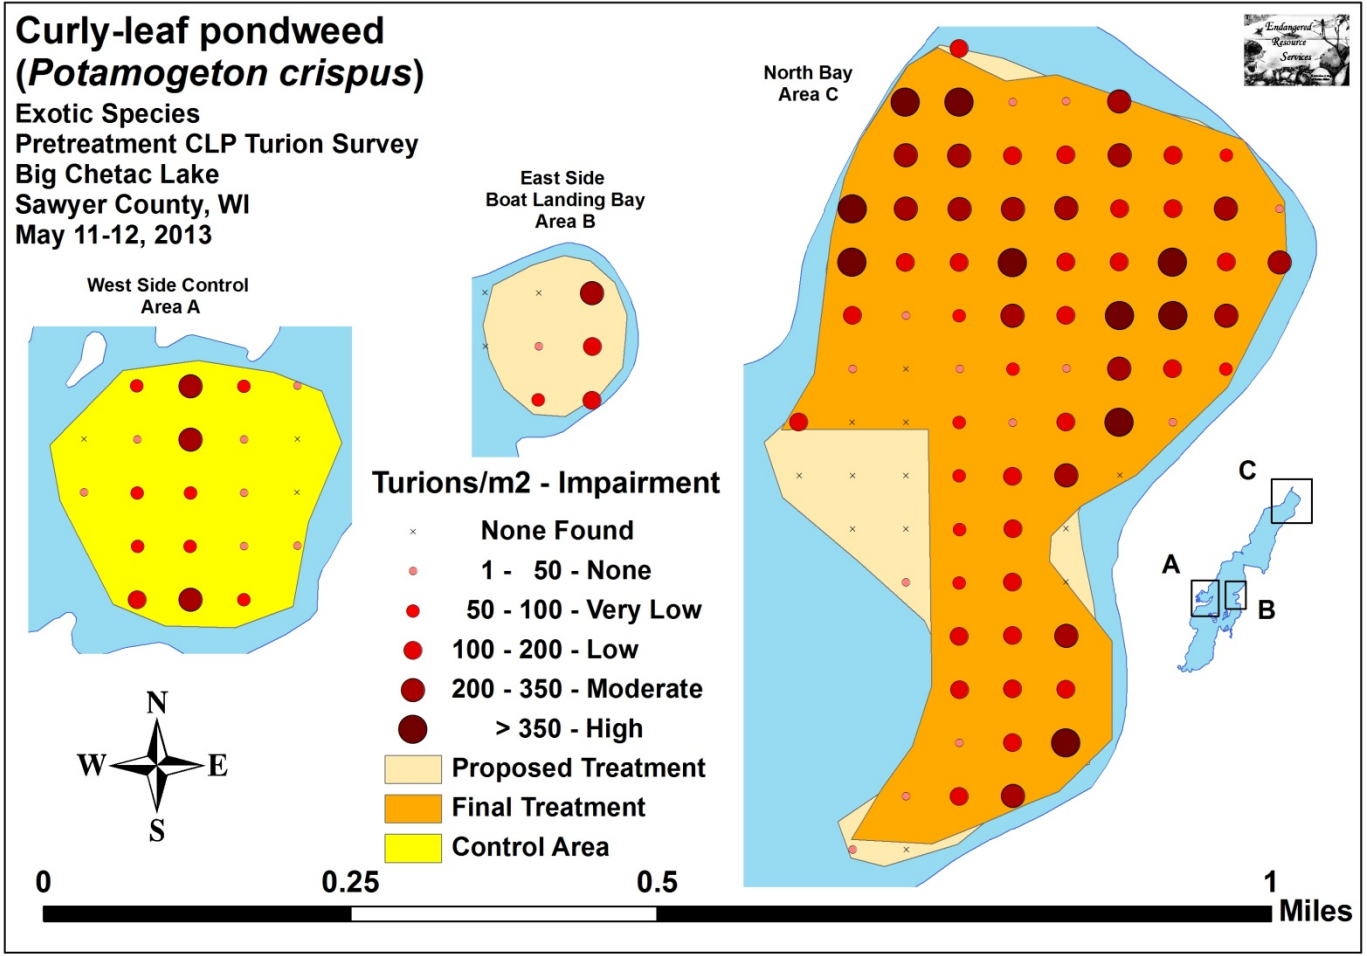 Curly-leaf pondweed
(Potamogeton crispus)
Exotic Species
Pretreatment CLP Turion Survey
Big Chetac Lake
Sawyer County, WI
May 11-12, 2013
North Bay
Area C
Endangered
Resource
Services
East Side
Boat Landing Bay
Area B
West Side Control
Area A
Turions/m2 - Impairment
None Found
1 - 50 - None
50 - 100 - Very Low
100 - 200 - Low
200 - 350 - Moderate
> 350 - High
Proposed Treatment
Final Treatment
Control Area
C
A
B
N
W E
S
0 0.25 0.5 1
Miles